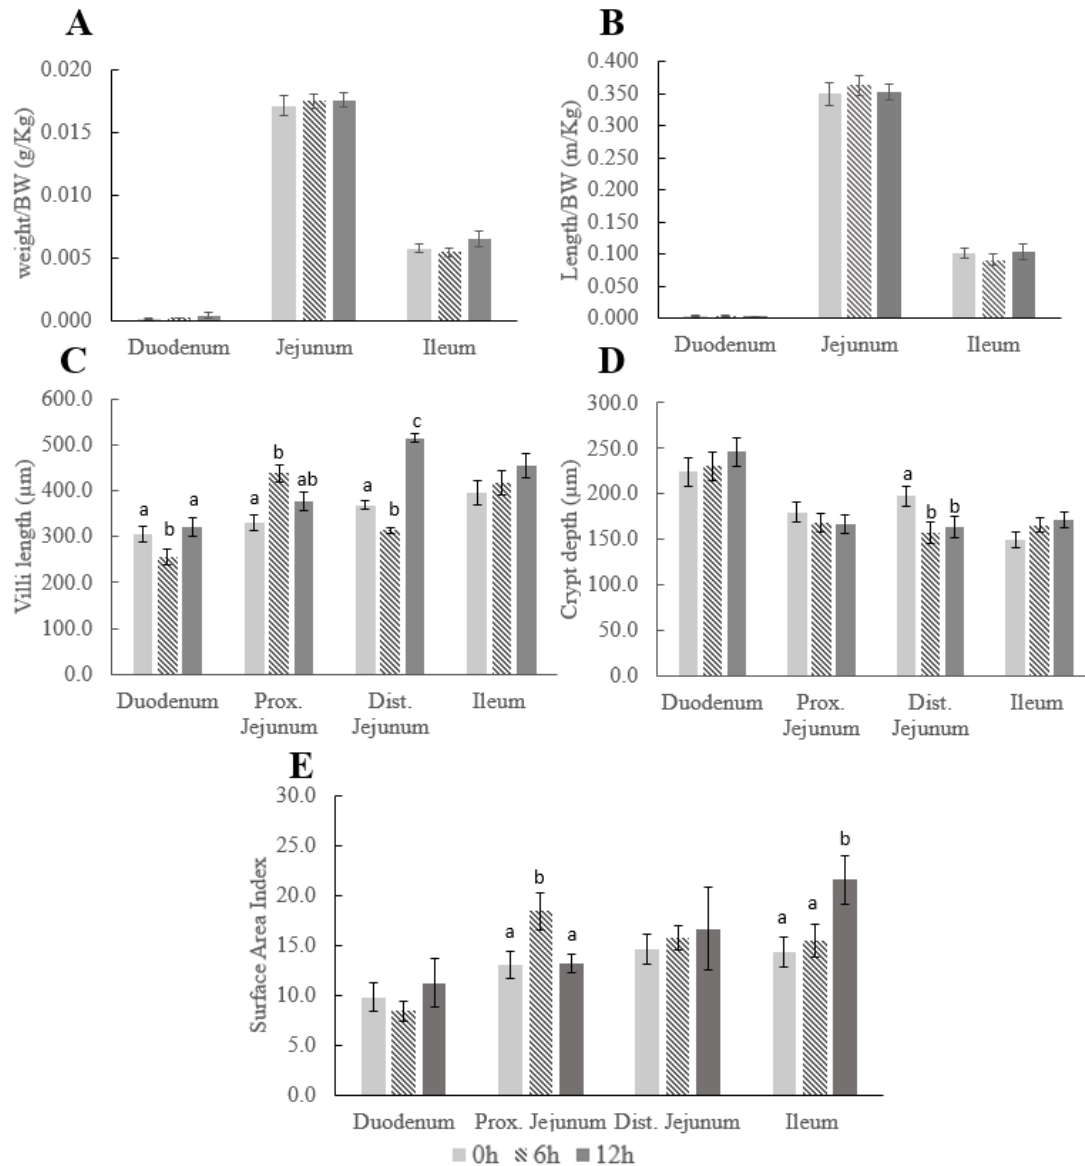 A
weight/BW (g/Kg)
0.020
0.015
0.010
0.005
0.000
Duodenum Jejunum Ileum
B
Length/BW (m/Kg)
0.400
0.350
0.300
0.250
0.200
0.150
0.100
0.050
0.000
Duodenum Jejunum Ileum
C
Villi length (µm)
600.0
500.0
400.0
300.0
200.0
100.0
0.0
a b a
a b ab
a b c
Duodenum Prox. Jejunum Dist. Jejunum Ileum
D
Crypt depth (µm)
300.0
250.0
200.0
150.0
100.0
50.0
0.0
a b b
Duodenum Prox. Jejunum Dist. Jejunum Ileum
E
Surface Area Index
30.0
25.0
20.0
15.0
10.0
5.0
0.0
a b a
a a b
Duodenum Prox. Jejunum Dist. Jejunum Ileum
0h 6h 12h